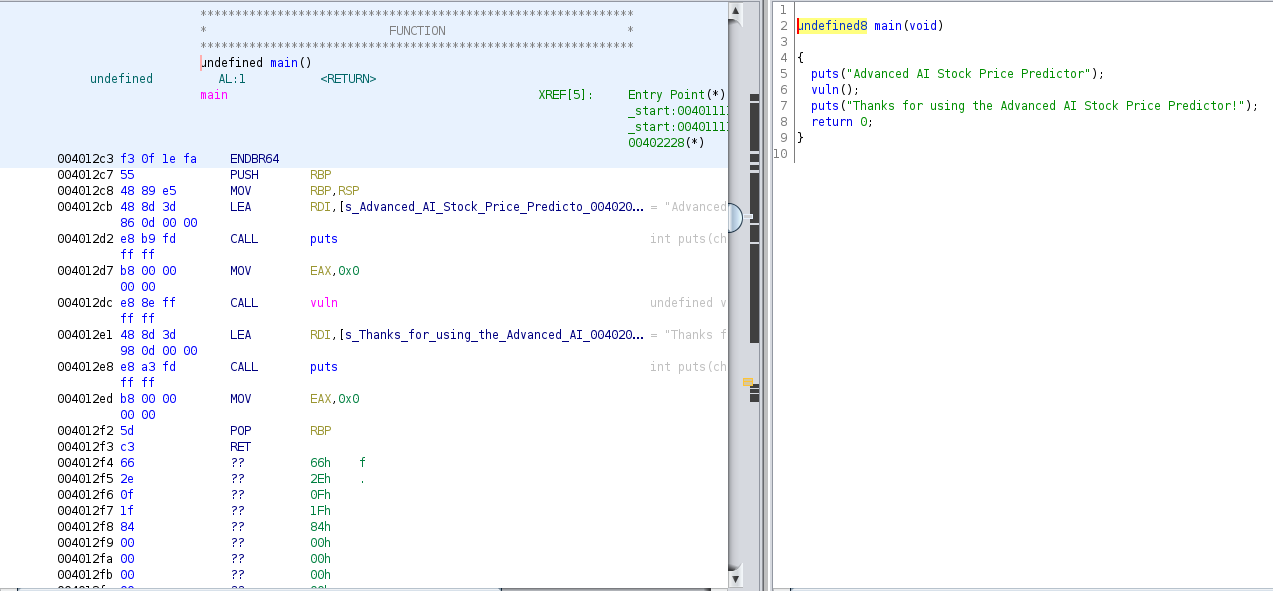 **************************************************************
* FUNCTION *
**************************************************************
undefined main()
undefined AL:1 <RETURN>
main XREF[5]: Entry Point(*)
_start:0040111
_start:0040111
00402228(*)
004012c3 f3 0f 1e fa ENDBR64
004012c7 55 PUSH RBP
004012c8 48 89 e5 MOV RBP,RSP
004012cb 48 8d 3d LEA RDI,[s_Advanced_AI_Stock_Price_Predicto_004020... = "Advanced
86 0d 00 00
004012d2 e8 b9 fd CALL puts int puts(ch
ff ff
004012d7 b8 00 00 MOV EAX,0x0
00 00
004012dc e8 8e ff CALL vuln undefined v
ff ff
004012e1 48 8d 3d LEA RDI,[s_Thanks_for_using_the_Advanced_AI_004020... = "Thanks f
98 0d 00 00
004012e8 e8 a3 fd CALL puts int puts(ch
ff ff
004012ed b8 00 00 MOV EAX,0x0
00 00
004012f2 5d POP RBP
004012f3 c3 RET
004012f4 66 ?? 66h f
004012f5 2e ?? 2Eh .
004012f6 0f ?? 0Fh
004012f7 1f ?? 1Fh
004012f8 84 ?? 84h
004012f9 00 ?? 00h
004012fa 00 ?? 00h
004012fb 00 ?? 00h
1
2 undefined8 main(void)
3
4 {
5 puts("Advanced AI Stock Price Predictor");
6 vuln();
7 puts("Thanks for using the Advanced AI Stock Price Predictor!");
8 return 0;
9 }
10